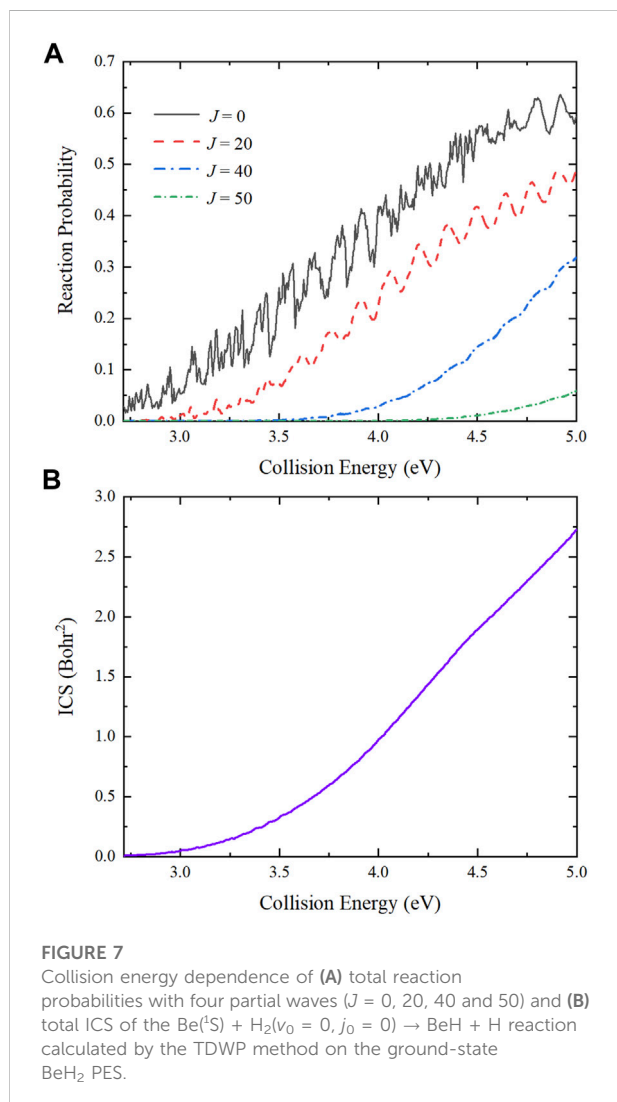 A
0.7
0.6
0.5
0.4
0.3
0.2
0.1
0.0
Reaction Probability
J = 0
J = 20
J = 40
J = 50
3.0 3.5 4.0 4.5 5.0
Collision Energy (eV)
B
3.0
2.5
2.0
1.5
1.0
0.5
0.0
ICS (Bohr²)
3.0 3.5 4.0 4.5 5.0
Collision Energy (eV)
FIGURE 7
Collision energy dependence of (A) total reaction
probabilities with four partial waves (J = 0, 20, 40 and 50) and (B)
total ICS of the Be(¹S) + H₂(v₀ = 0, j₀ = 0) → BeH + H reaction
calculated by the TDWP method on the ground-state
BeH₂ PES.